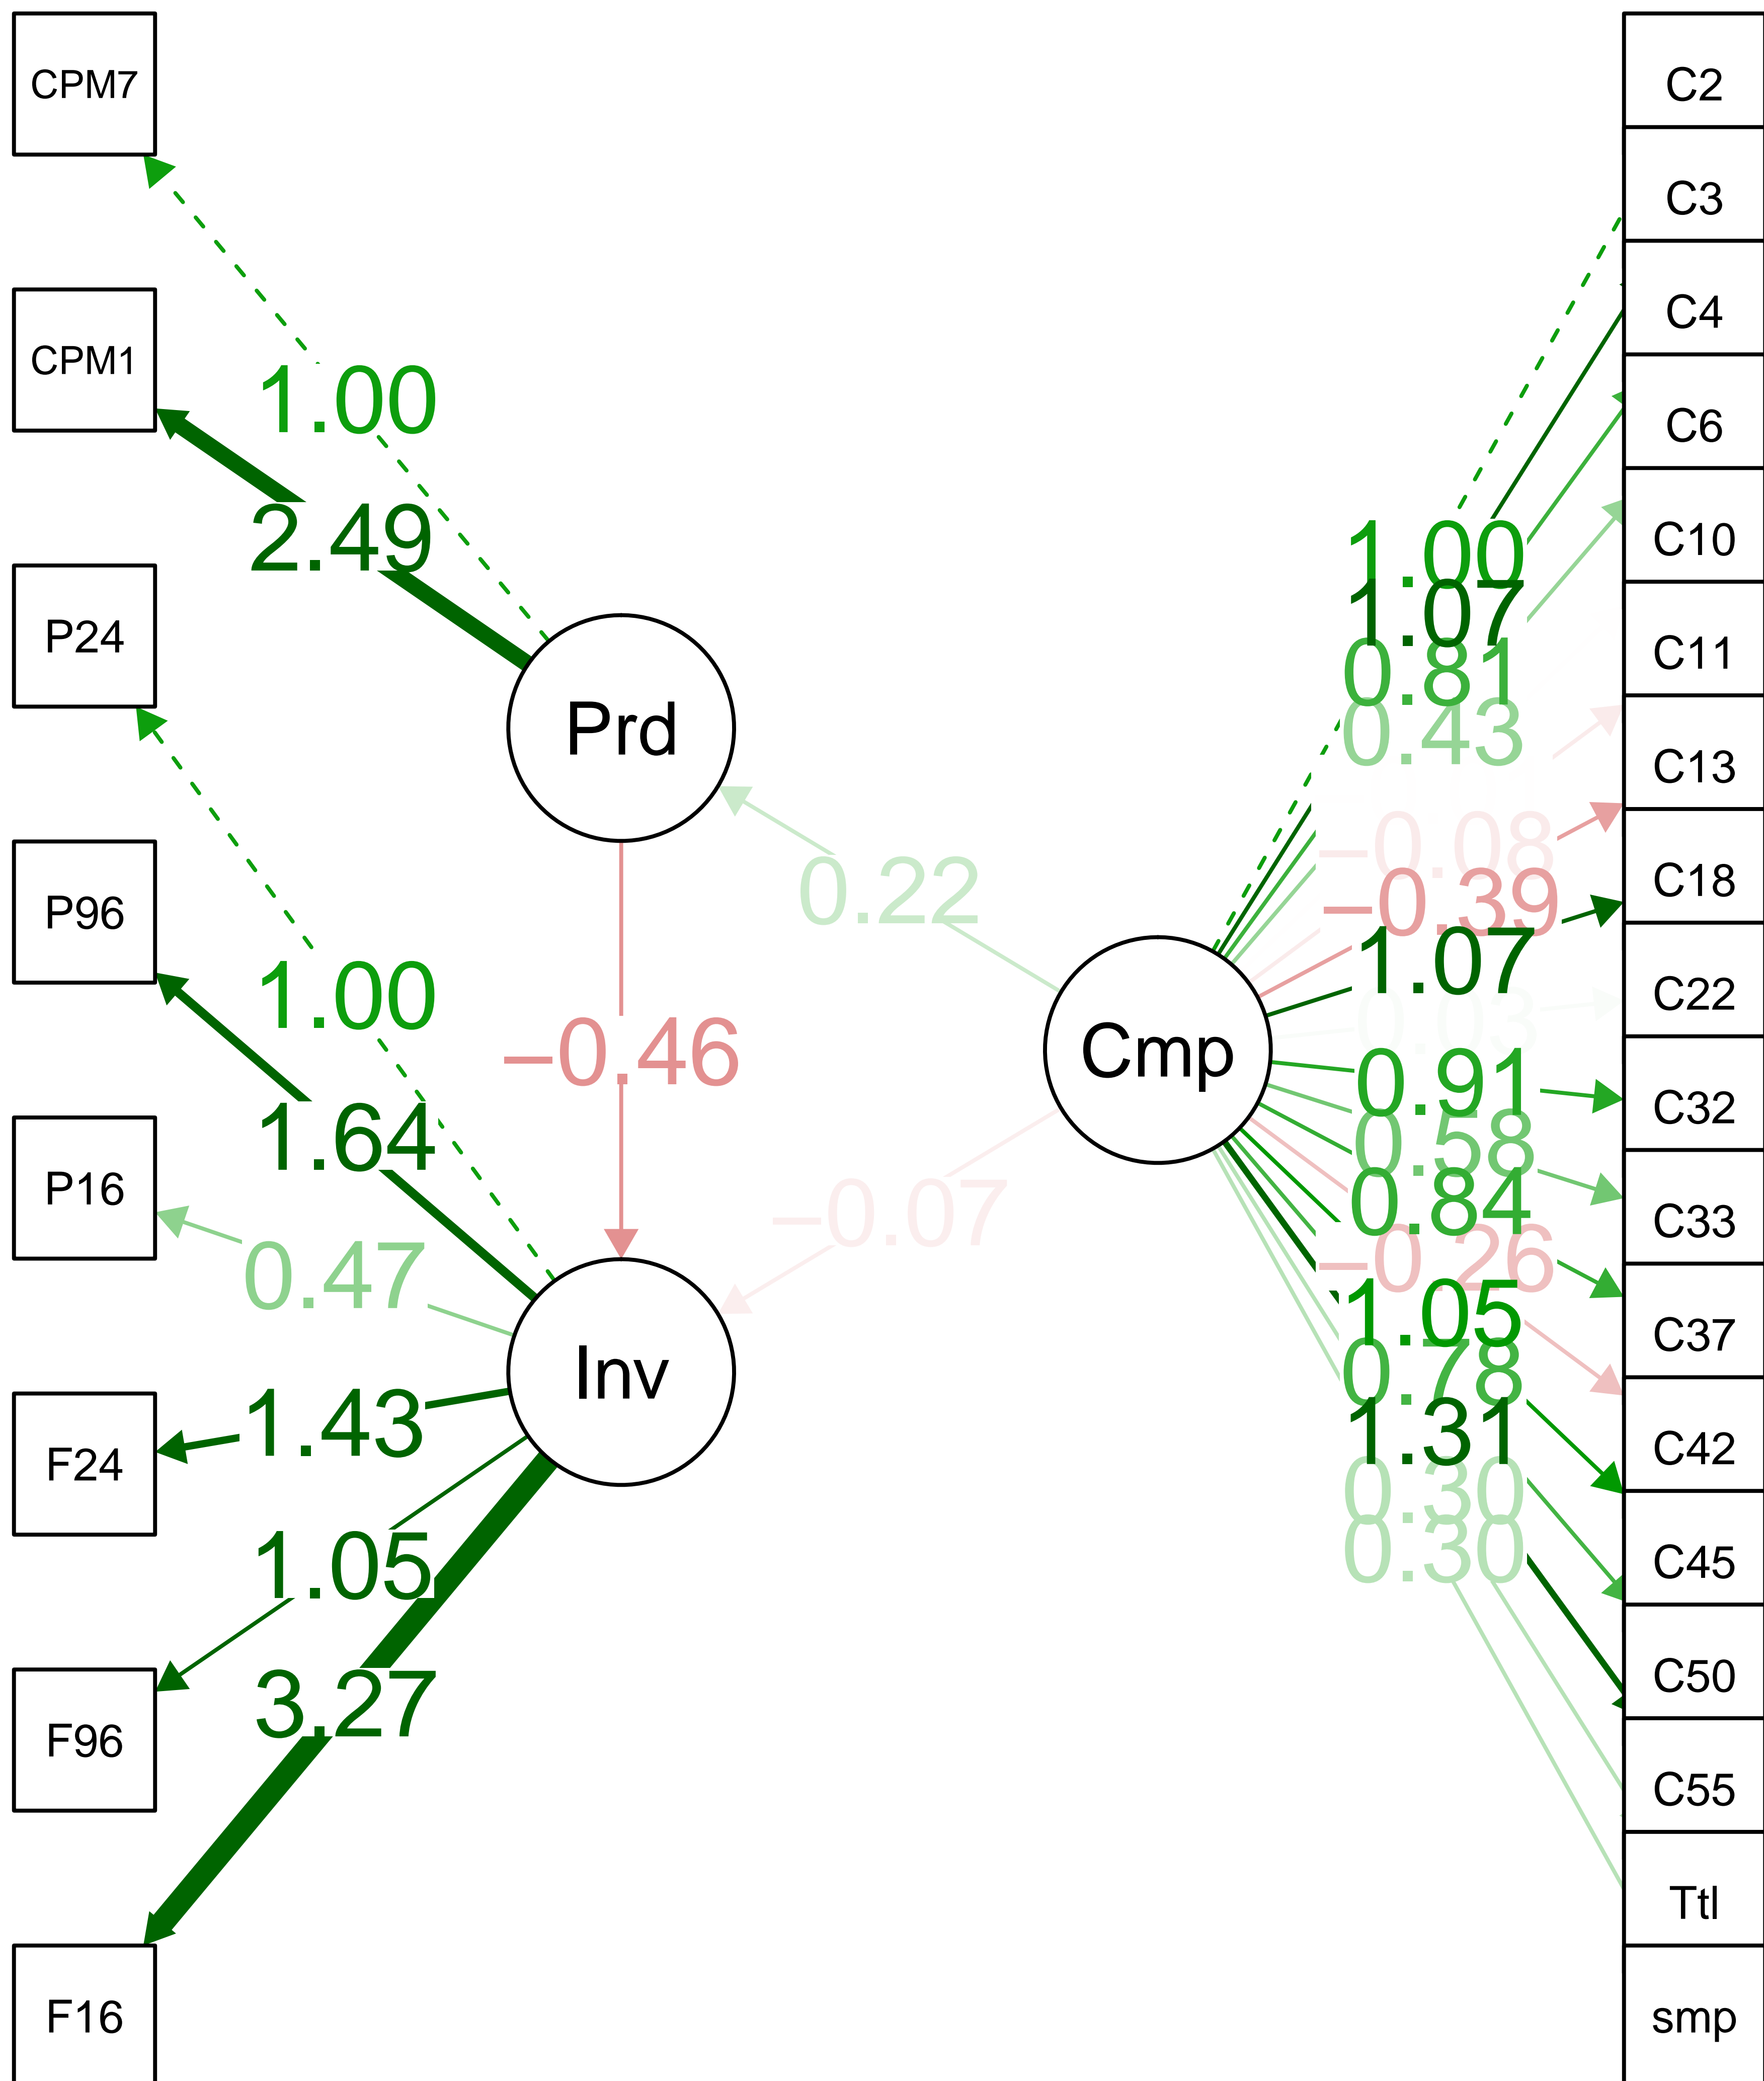 CPM7
CPM1
P24
P96
P16
F24
F96
F16
1.00
2.49
1.00
1.64
0.47
1.43
1.05
3.27
Prd
Inv
−0.46
0.22
−0.07
Cmp
1.00
1.07
0.81
0.43
−0.08
−0.39
1.07
0.03
0.91
0.58
0.84
−0.26
1.05
0.78
1.31
0.30
0.30
C2
C3
C4
C6
C10
C11
C13
C18
C22
C32
C33
C37
C42
C45
C50
C55
Ttl
smp